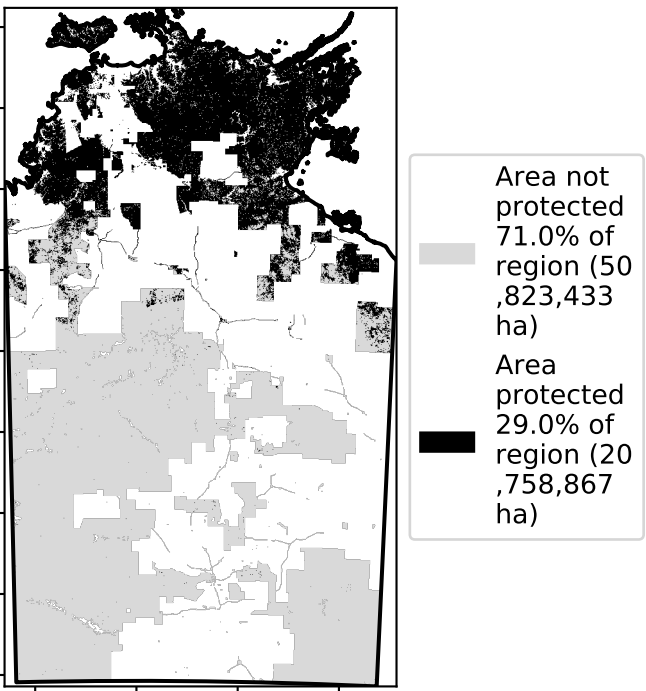 Area not
protected
71.0% of
region (50
,823,433
ha)
Area
protected
29.0% of
region (20
,758,867
ha)